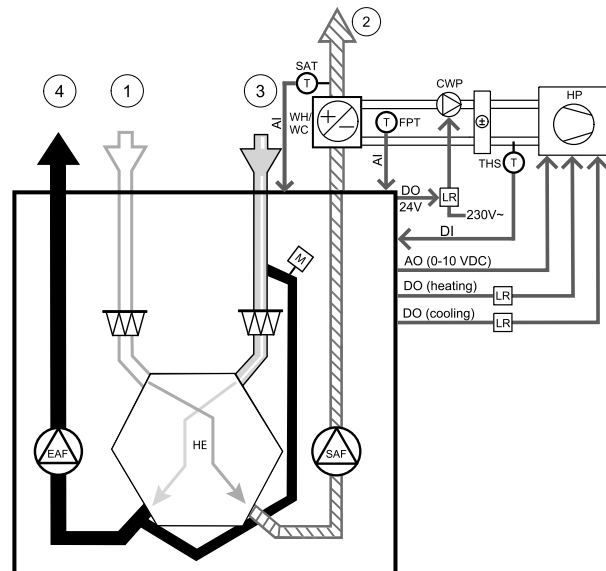 2
4
1
3
SAT
T
CWP
HP
WH/
WC
+
−
T
FPT
±
AI
AI
THS
T
DO
24V
LR
230V~
DI
M
AO (0-10 VDC)
DO (heating)
LR
DO (cooling)
LR
HE
EAF
SAF